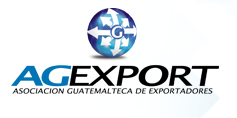 G
AGEXPORT
ASOCIACION GUATEMALTECA DE EXPORTADORES